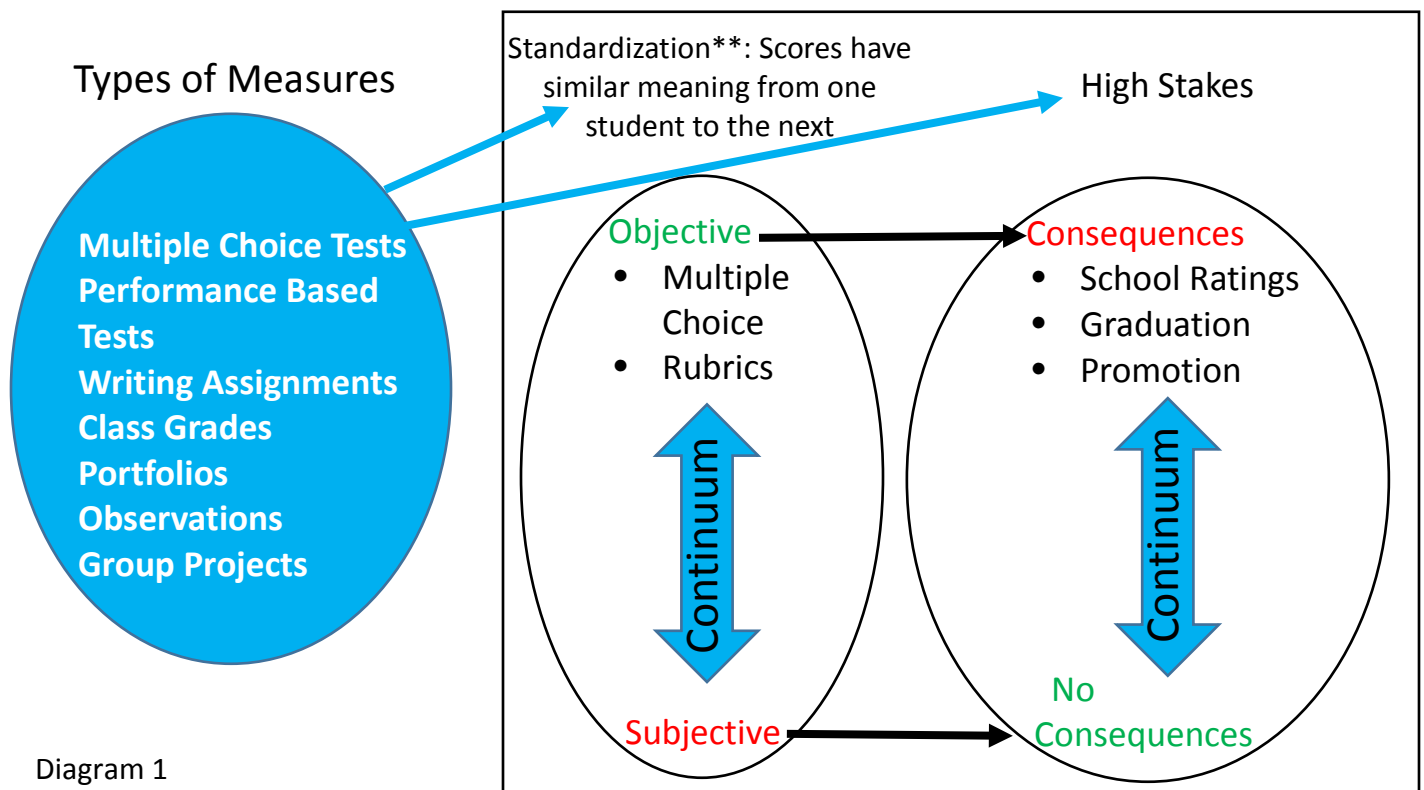 Types of Measures
Multiple Choice Tests
Performance Based
Tests
Writing Assignments
Class Grades
Portfolios
Observations
Group Projects
Diagram 1
Standardization**: Scores have
similar meaning from one
student to the next
High Stakes
Objective
• Multiple
Choice
• Rubrics
Continuum
Subjective
Consequences
• School Ratings
• Graduation
• Promotion
Continuum
No
Consequences